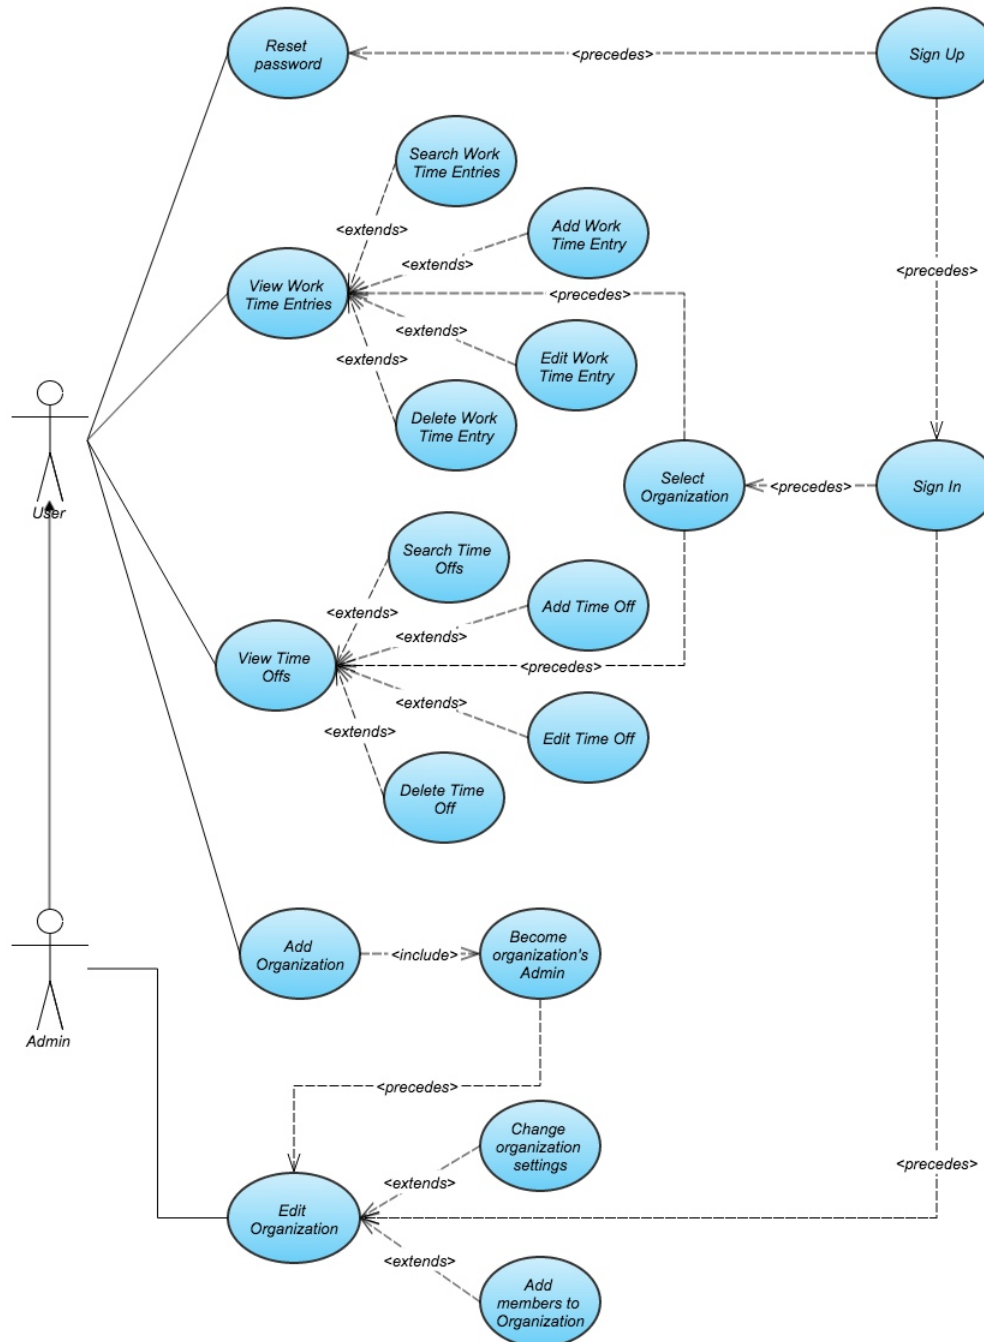 Reset
password
<precedes>
Sign Up
Search Work
Time Entries
<extends>
Add Work
Time Entry
<extends>
<precedes>
View Work
Time Entries
<precedes>
<extends>
<extends>
Edit Work
Time Entry
Delete Work
Time Entry
Select
Organization
<precedes>
Sign In
User
Search Time
Offs
<extends>
Add Time Off
<extends>
View Time
Offs
<precedes>
<extends>
<extends>
Edit Time Off
Delete Time
Off
Add
Organization
<include>
Become
organization's
Admin
Admin
<precedes>
Change
organization
settings
<precedes>
<extends>
Edit
Organization
<extends>
Add
members to
Organization